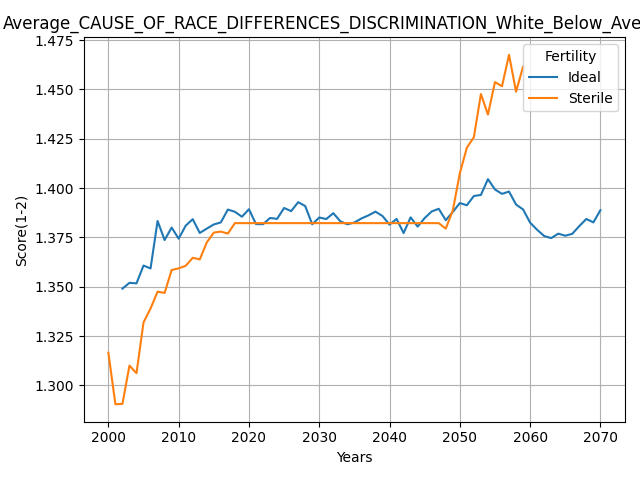 Average_CAUSE_OF_RACE_DIFFERENCES_DISCRIMINATION_White_Below_Ave
1.475
1.450
1.425
1.400
1.375
1.350
1.325
1.300
Score(1-2)
Fertility
Ideal
Sterile
2000 2010 2020 2030 2040 2050 2060 2070
Years